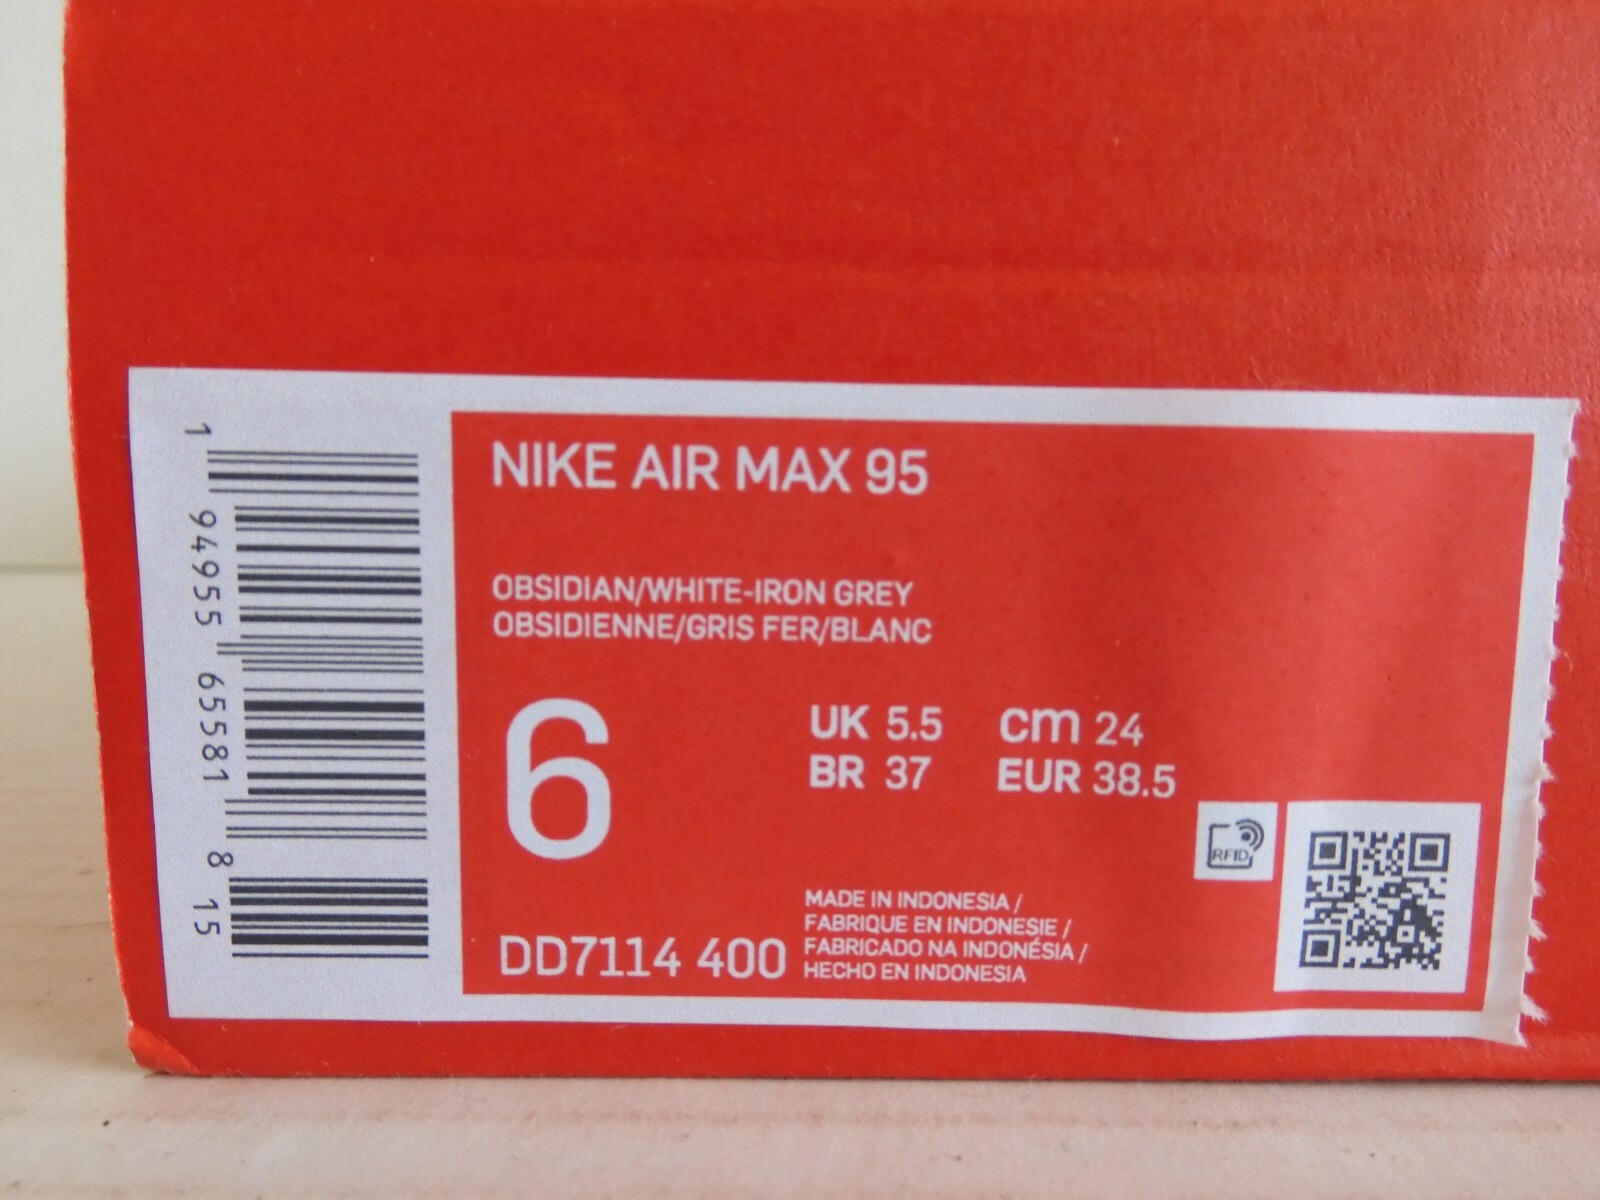 NIKE AIR MAX 95
OBSIDIAN/WHITE-IRON GREY
OBSIDIENNE/GRIS FER/BLANC
6
UK 5.5 cm 24
BR 37 EUR 38.5
RFID
DD7114 400
MADE IN INDONESIA /
FABRIQUE EN INDONESIE /
FABRICADO NA INDONÉSIA /
HECHO EN INDONESIA
1 94955 65581 8 15